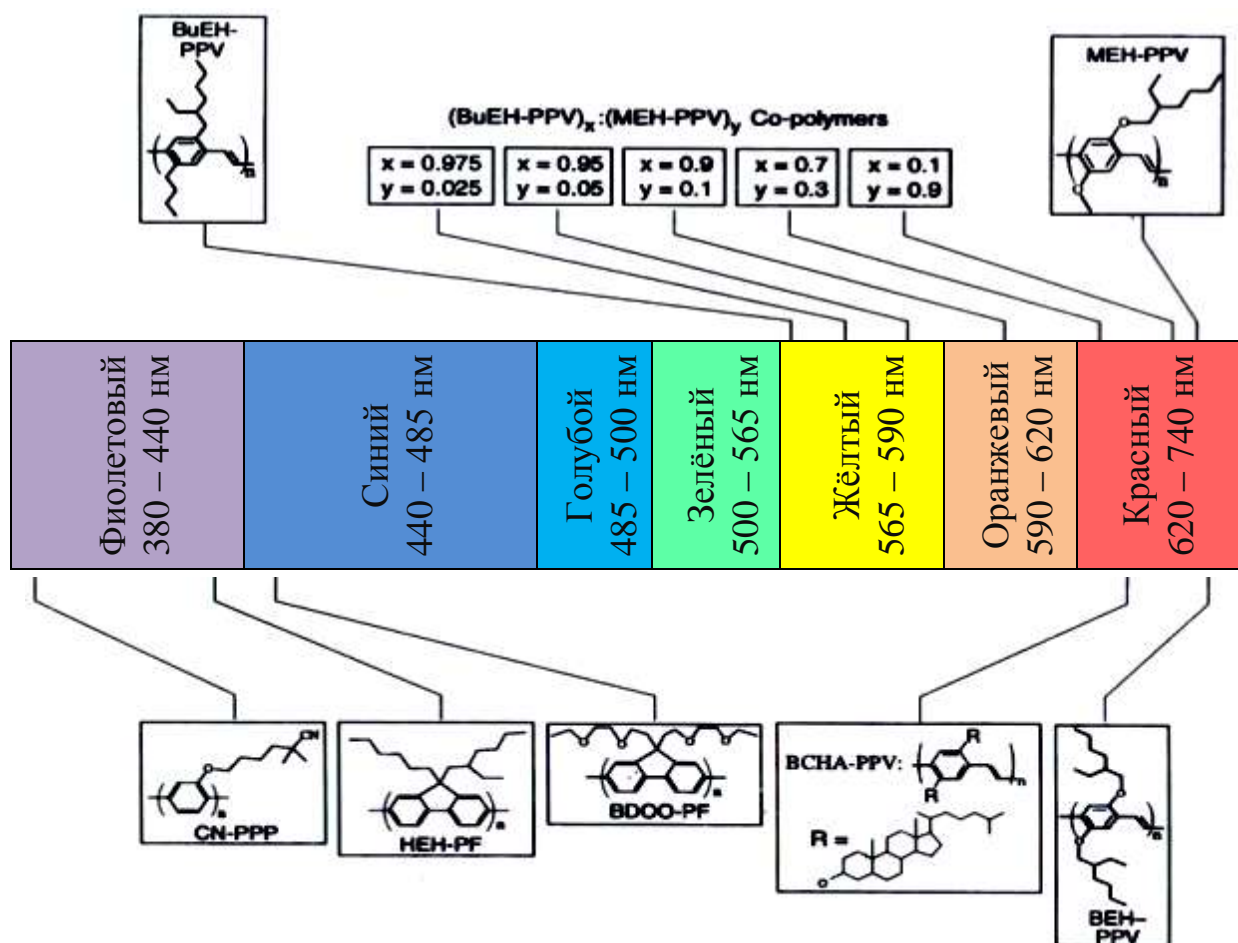 BuEH-
PPV
MEH-PPV
(BuEH-PPV)x:(MEH-PPV)y Co-polymers
x = 0.975
y = 0.025
x = 0.95
y = 0.05
x = 0.9
y = 0.1
x = 0.7
y = 0.3
x = 0.1
y = 0.9
n
O
O
n
Фиолетовый
380 – 440 нм
Синий
440 – 485 нм
Голубой
485 – 500 нм
Зелёный
500 – 565 нм
Жёлтый
565 – 590 нм
Оранжевый
590 – 620 нм
Красный
620 – 740 нм
CN
O
n
CN-PPP
n
HEH-PF
O O O O
n
BDOO-PF
BCHA-PPV:
R
R
n
R =
O
O
O
n
BEH-
PPV